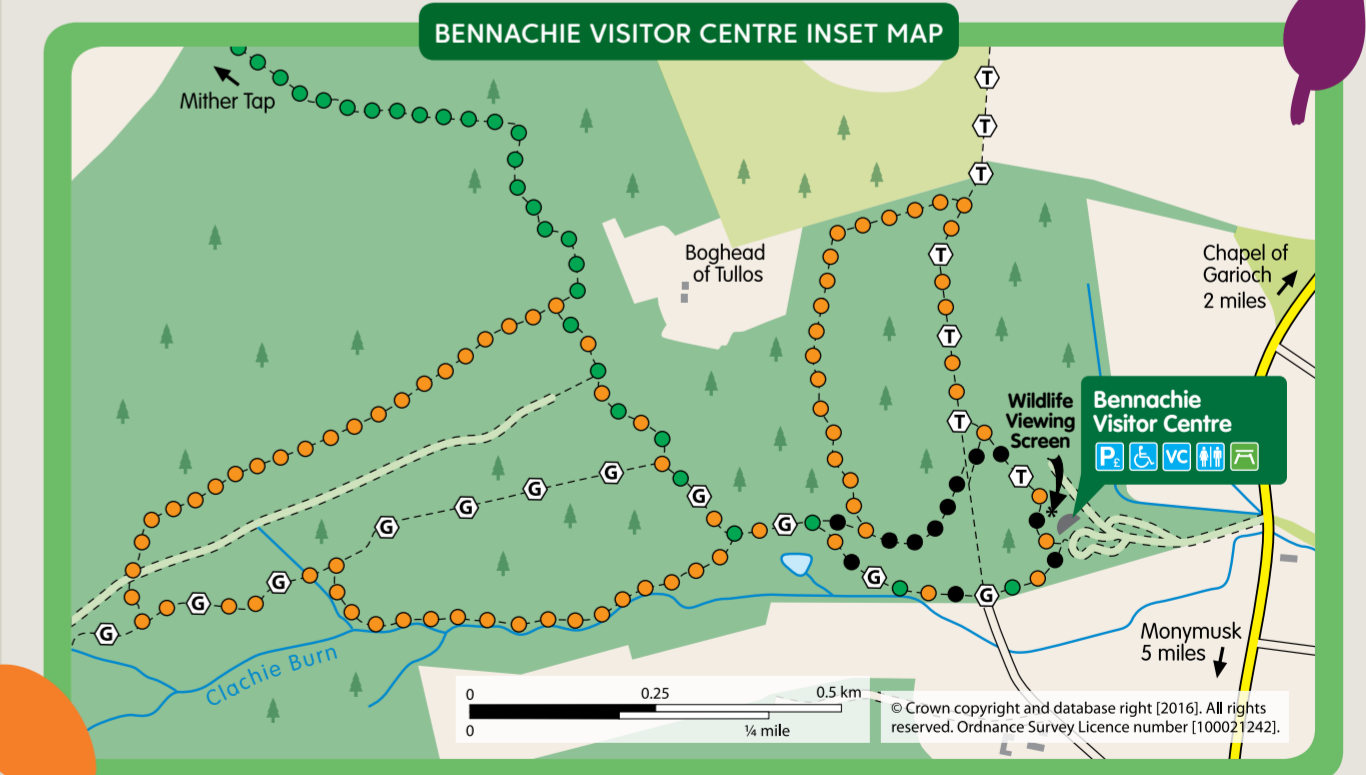 BENNACHIE VISITOR CENTRE INSET MAP
Mither Tap
T
T
T
Boghead
of Tullos
T
Chapel of
Garioch
2 miles
T
Wildlife
Viewing
Screen
*
Bennachie
Visitor Centre
P£
VC
T
G
T
G
G
G
G
G
G
G
G
G
G
Clachie Burn
Monymusk
5 miles
0
0.25
0.5 km
0
¼ mile
© Crown copyright and database right [2016]. All rights
reserved. Ordnance Survey Licence number [100021242].